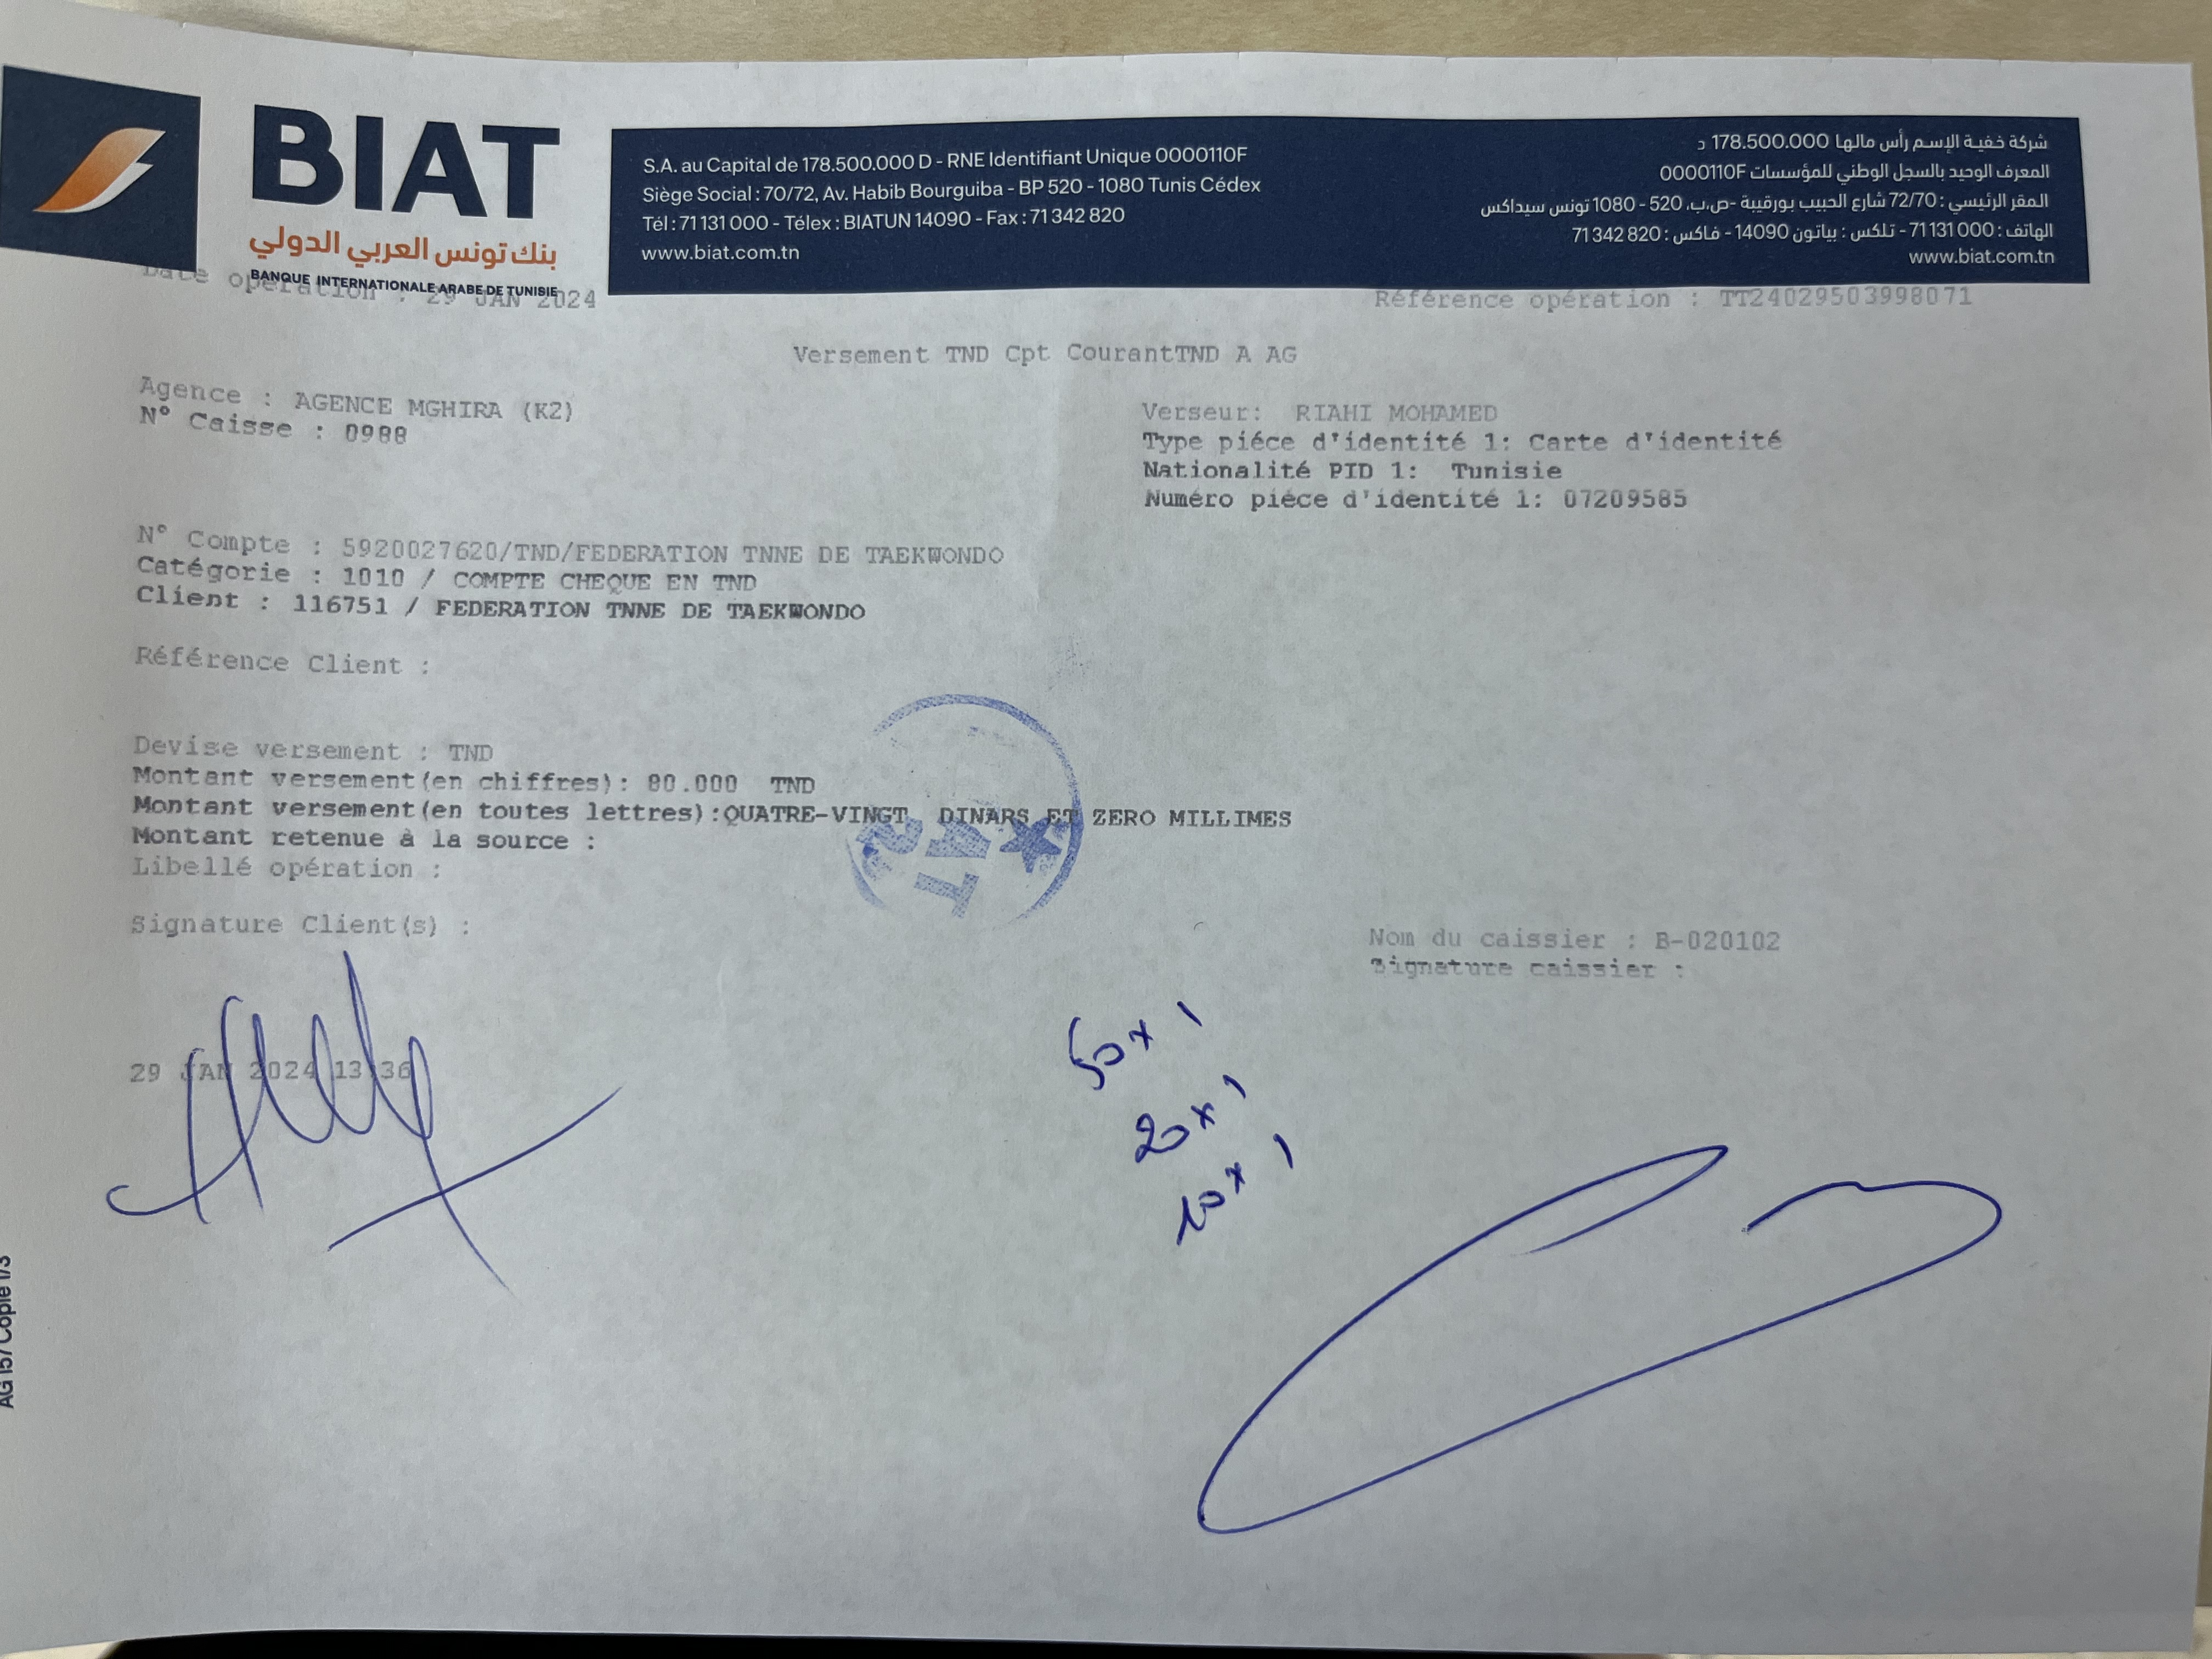 BIAT
بنك تونس العربي الدولي
BANQUE INTERNATIONALE ARABE DE TUNISIE
S.A. au Capital de 178.500.000 D - RNE Identifiant Unique 0000110F
Siège Social : 70/72, Av. Habib Bourguiba - BP 520 - 1080 Tunis Cédex
Tél : 71 131 000 - Télex : BIATUN 14090 - Fax : 71 342 820
www.biat.com.tn
شركة خفية الإسم رأس مالها 178.500.000 د
المعرف الوحيد بالسجل الوطني للمؤسسات 0000110F
المقر الرئيسي : 72/70 شارع الحبيب بورقيبة -ص.ب. 520 - 1080 تونس سيداكس
الهاتف : 71131 000 - تلكس : بياتون 14090 - فاكس : 820 342 71
www.biat.com.tn
Date opération : 29 JAN 2024
Référence opération : TT24029503998071
Versement TND Cpt CourantTND A AG
Agence : AGENCE MGHIRA (K2)
N° Caisse : 0988
Verseur: RIAHI MOHAMED
Type piéce d'identité 1: Carte d'identité
Nationalité PID 1: Tunisie
Numéro piéce d'identité 1: 07209585
N° Compte : 5920027620/TND/FEDERATION TNNE DE TAEKWONDO
Catégorie : 1010 / COMPTE CHEQUE EN TND
Client : 116751 / FEDERATION TNNE DE TAEKWONDO
Référence Client :
Devise versement : TND
Montant versement(en chiffres): 80.000 TND
Montant versement(en toutes lettres):QUATRE-VINGT DINARS ET ZERO MILLIMES
Montant retenue à la source :
Libellé opération :
Signature Client(s) :
Nom du caissier : B-020102
Signature caissier :
29 JAN 2024 13:36
50 x 1
20 x 1
10 x 1
AG 157 Copie 1/3